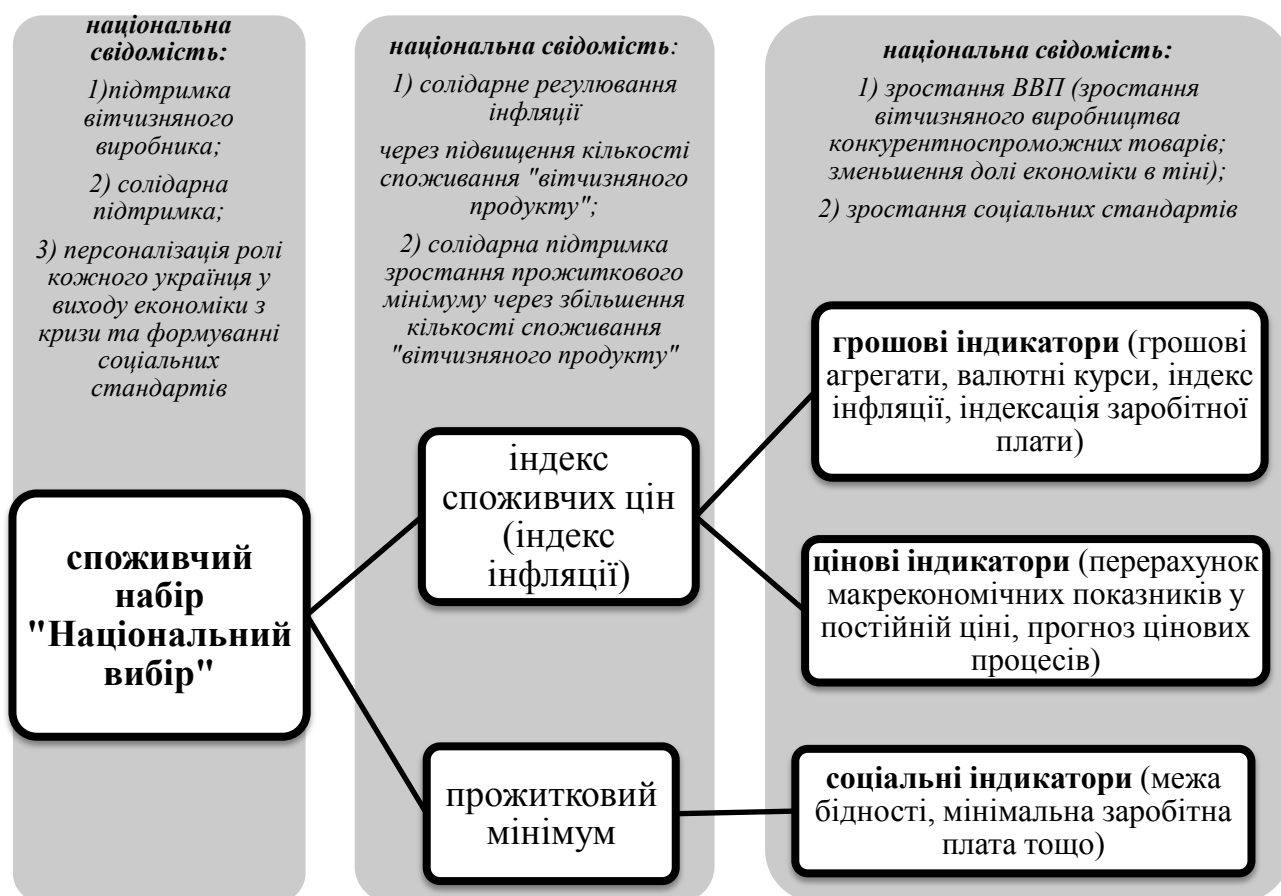 національна
свідомість:
1)підтримка
вітчизняного
виробника;
2) солідарна
підтримка;
3) персоналізація ролі
кожного українця у
виходу економіки з
кризи та формуванні
соціальних
стандартів
споживчий
набір
"Національний
вибір"
національна свідомість:
1) солідарне регулювання
інфляції
через підвищення кількості
споживання "вітчизняного
продукту";
2) солідарна підтримка
зростання прожиткового
мінімуму через збільшення
кількості споживання
"вітчизняного продукту"
індекс
споживчих цін
(індекс
інфляції)
прожитковий
мінімум
національна свідомість:
1) зростання ВВП (зростання
вітчизняного виробництва
конкурентноспроможних товарів;
зменьшення долі економіки в тіні);
2) зростання соціальних стандартів
грошові індикатори (грошові
агрегати, валютні курси, індекс
інфляції, індексація заробітної
плати)
цінові індикатори (перерахунок
макрекономічних показників у
постійній ціні, прогноз цінових
процесів)
соціальні індикатори (межа
бідності, мінімальна заробітна
плата тощо)